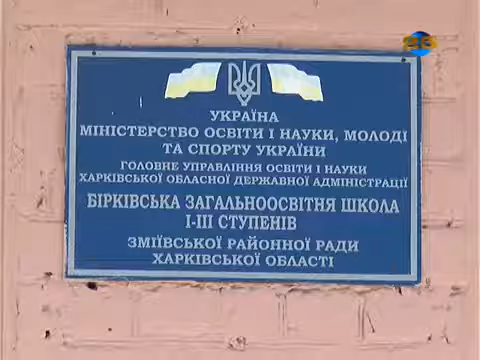 УКРАЇНА
МІНІСТЕРСТВО ОСВІТИ І НАУКИ, МОЛОДІ
ТА СПОРТУ УКРАЇНИ
ГОЛОВНЕ УПРАВЛІННЯ ОСВІТИ І НАУКИ
ХАРКІВСЬКОЇ ОБЛАСНОЇ ДЕРЖАВНОЇ АДМІНІСТРАЦІЇ
БІРКІВСЬКА ЗАГАЛЬНООСВІТНЯ ШКОЛА
І-ІІІ СТУПЕНІВ
ЗМІЇВСЬКОЇ РАЙОННОЇ РАДИ
ХАРКІВСЬКОЇ ОБЛАСТІ